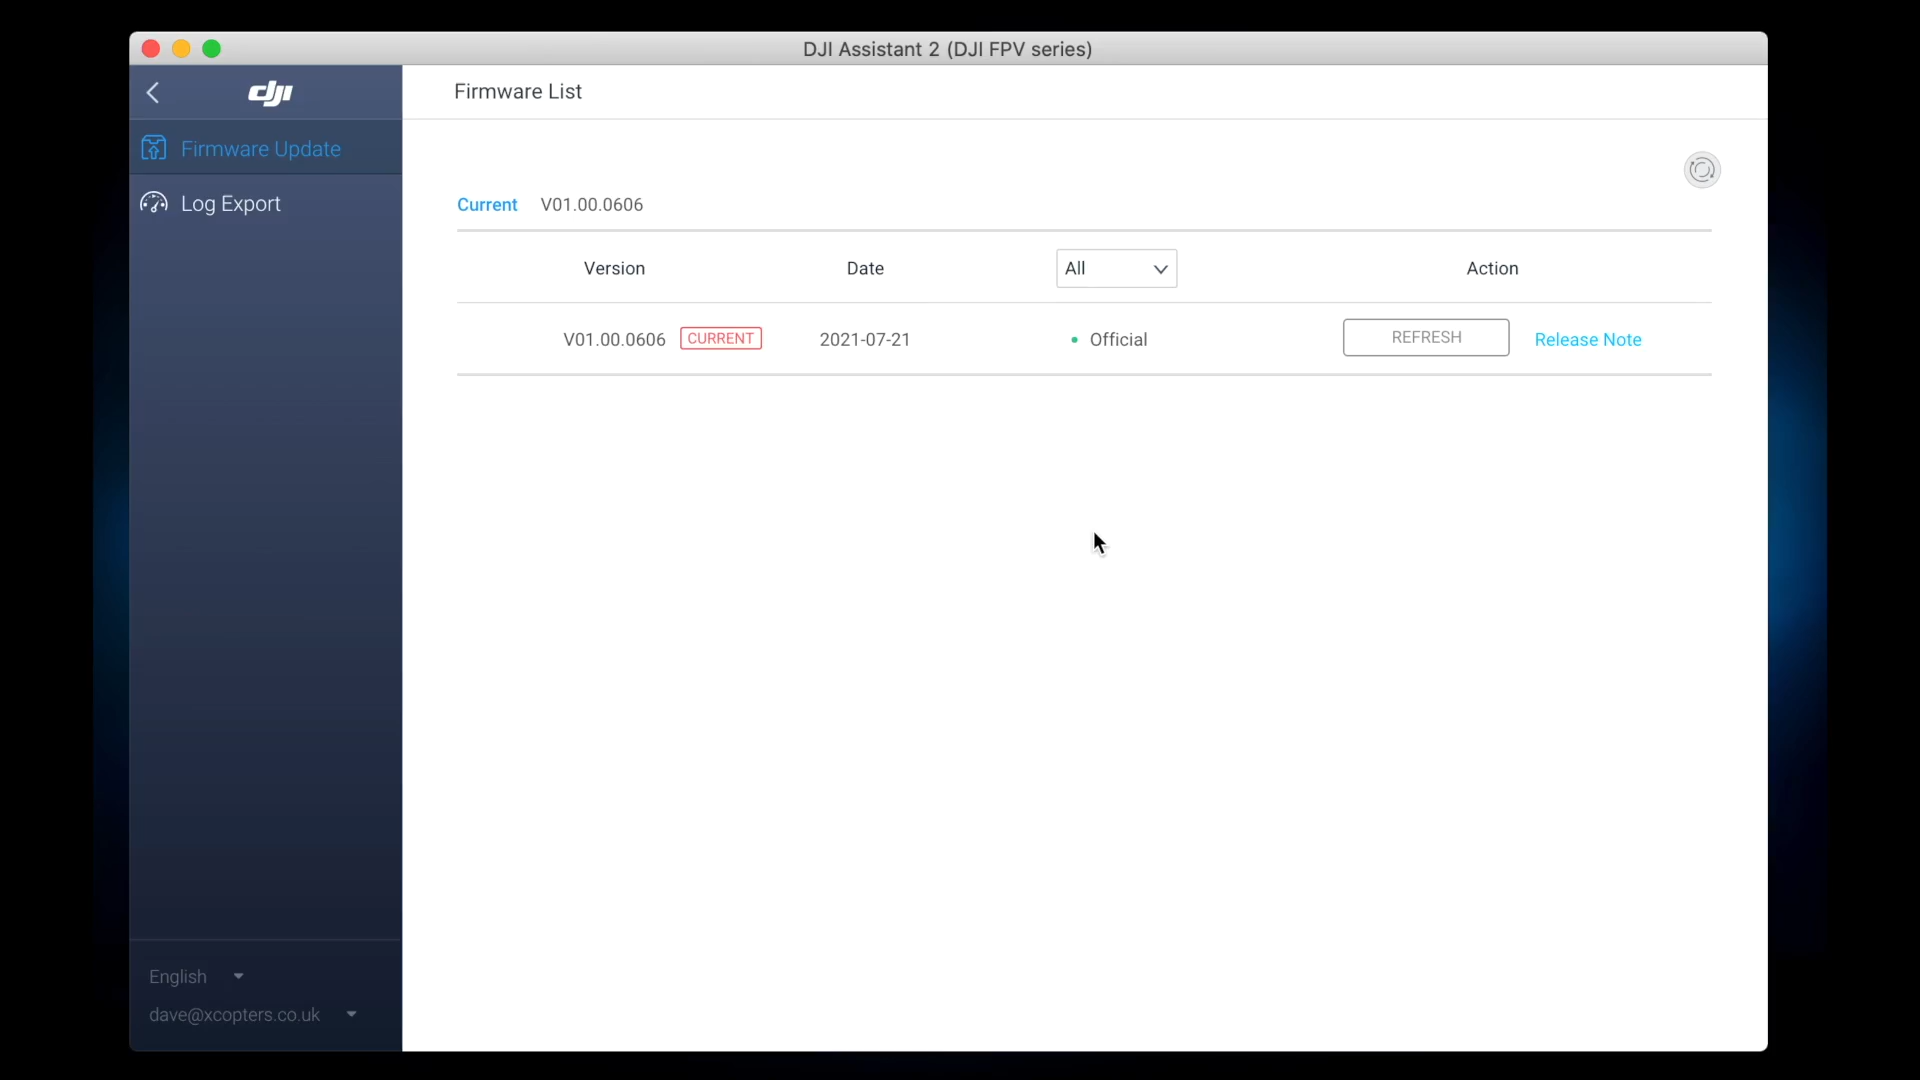 DJI Assistant 2 (DJI FPV series)
dji
Firmware List
Firmware Update
Log Export
Current V01.00.0606
Version Date All Action
V01.00.0606 CURRENT 2021-07-21 Official REFRESH Release Note
English
dave@xcopters.co.uk